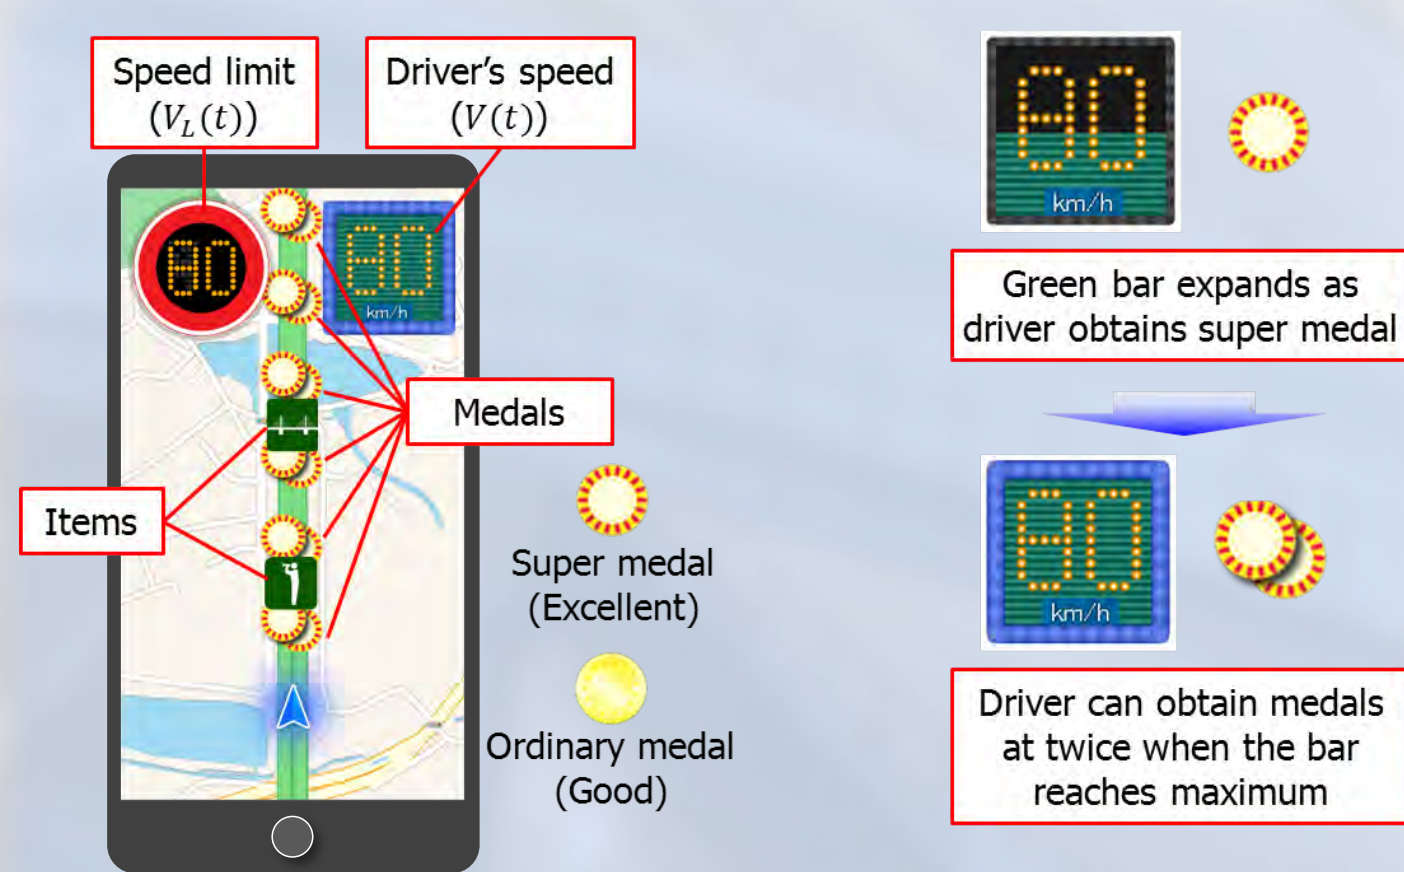 Speed limit
(V_L(t))
Driver's speed
(V(t))
80
80
km/h
Medals
Items
Super medal
(Excellent)
Ordinary medal
(Good)
80
km/h
Green bar expands as
driver obtains super medal
80
km/h
Driver can obtain medals
at twice when the bar
reaches maximum